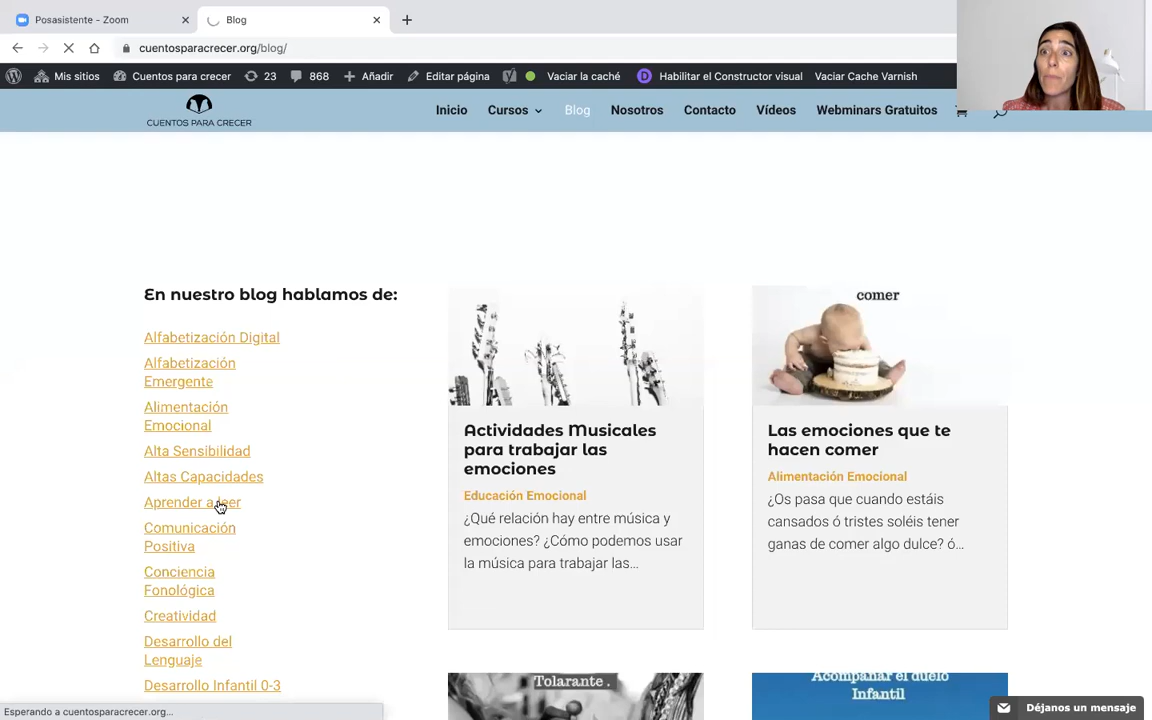 Posasistente - Zoom
Blog
cuentosparacrecer.org/blog/
Mis sitios
Cuentos para crecer
23
868
Añadir
Editar página
Vaciar la caché
Habilitar el Constructor visual
Vaciar Cache Varnish
CUENTOS PARA CRECER
Inicio
Cursos
Blog
Nosotros
Contacto
Vídeos
Webminars Gratuitos
En nuestro blog hablamos de:
Alfabetización Digital
Alfabetización
Emergente
Alimentación
Emocional
Alta Sensibilidad
Altas Capacidades
Aprender a leer
Comunicación
Positiva
Conciencia
Fonológica
Creatividad
Desarrollo del
Lenguaje
Desarrollo Infantil 0-3
Actividades Musicales
para trabajar las
emociones
Educación Emocional
¿Qué relación hay entre música y
emociones? ¿Cómo podemos usar
la música para trabajar las...
comer
Las emociones que te
hacen comer
Alimentación Emocional
¿Os pasa que cuando estáis
cansados ó tristes soléis tener
ganas de comer algo dulce? ó...
Tolarante .
Acompañar el duelo
Infantil
Déjanos un mensaje
Esperando a cuentosparacrecer.org...